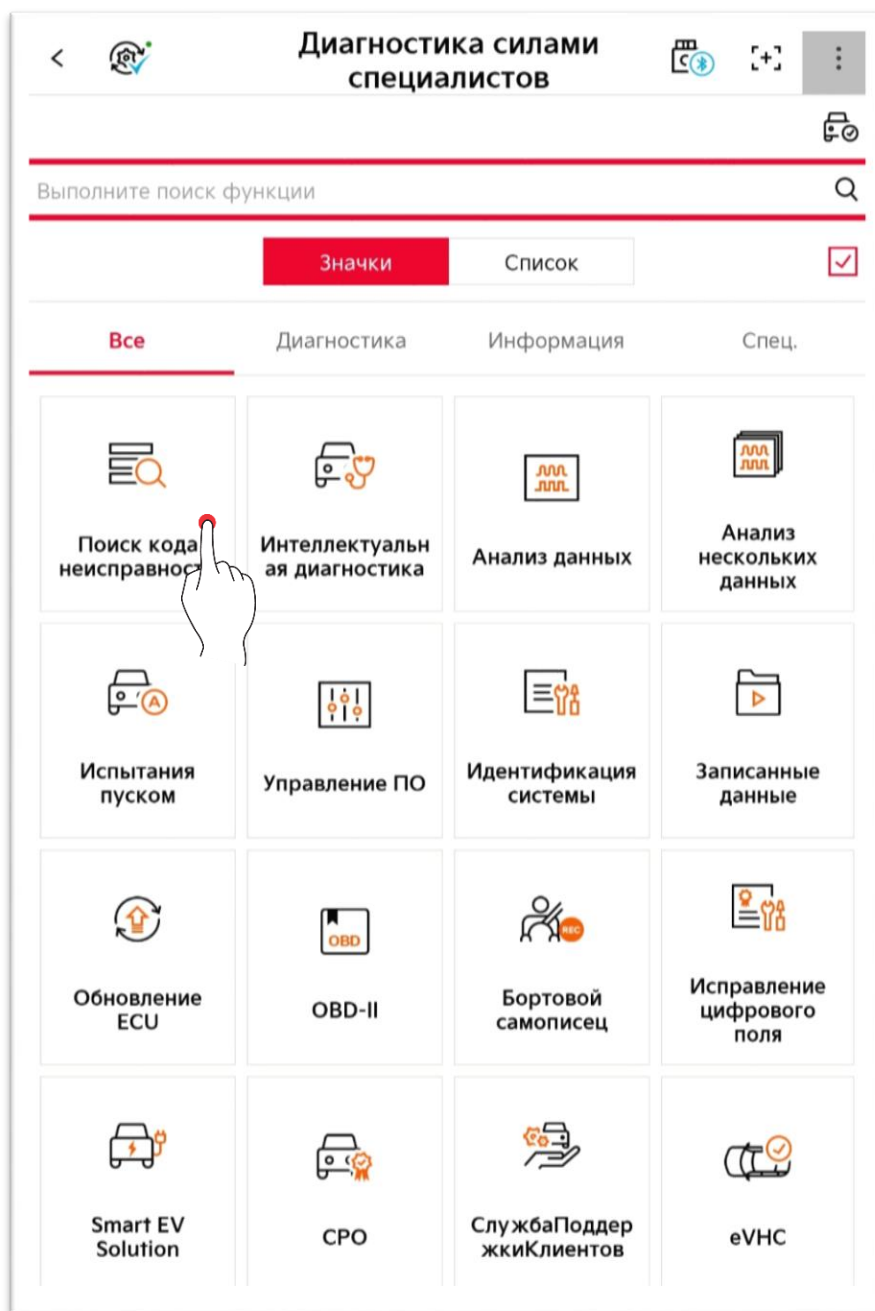 Диагностика силами
специалистов
Выполните поиск функции
Значки
Список
Все
Диагностика
Информация
Спец.
Поиск кода
неисправност
Интеллектуальн
ая диагностика
Анализ данных
Анализ
нескольких
данных
A
Испытания
пуском
Управление ПО
Идентификация
системы
Записанные
данные
Обновление
ECU
OBD
OBD-II
REC
Бортовой
самописец
Исправление
цифрового
поля
Smart EV
Solution
CPO
СлужбаПоддер
жкиКлиентов
eVHC